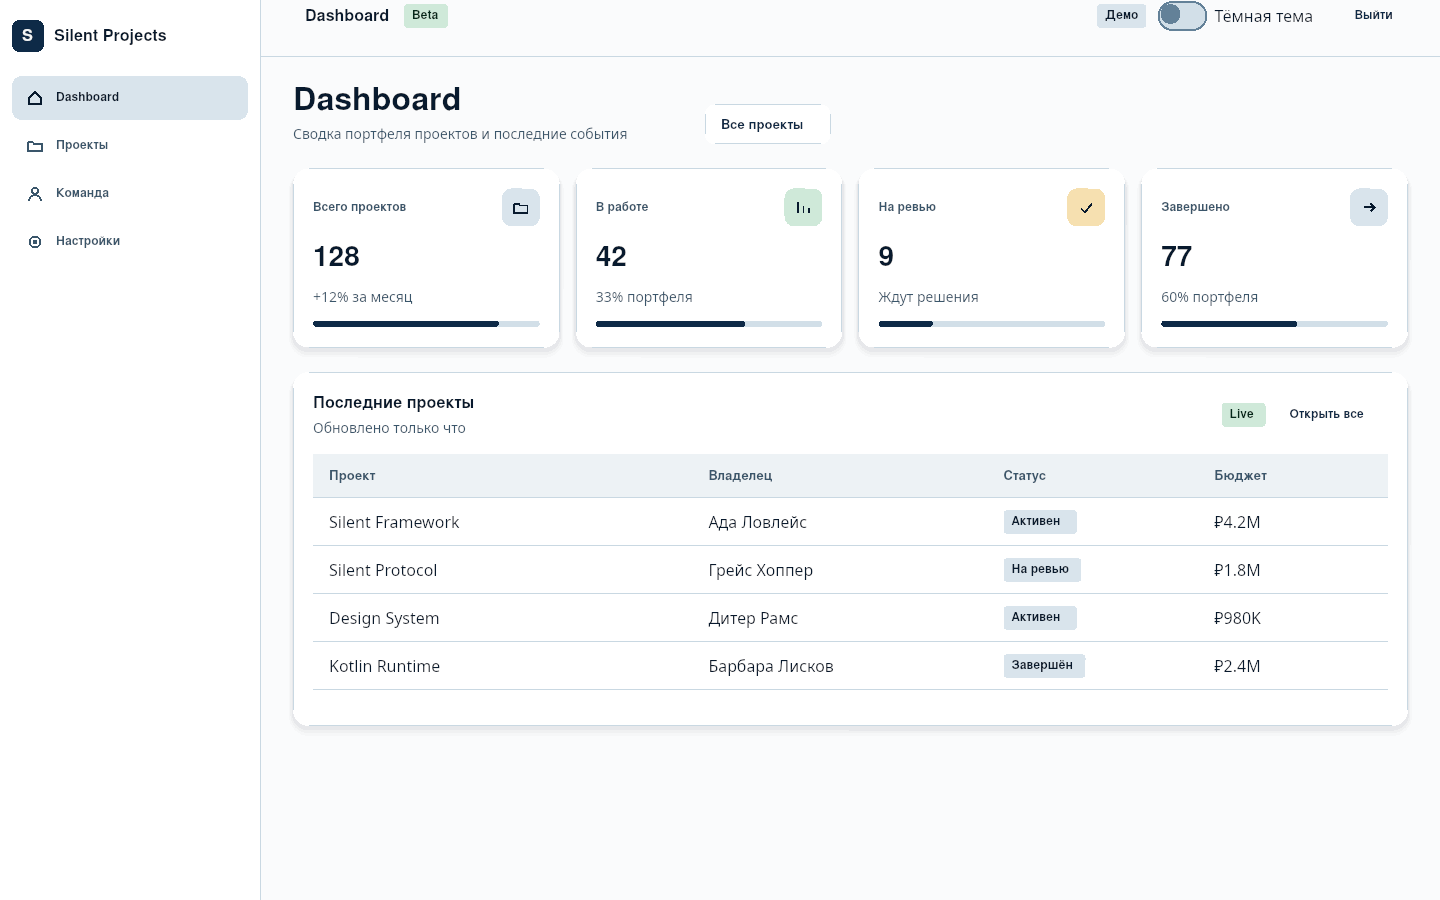 S Silent Projects
Dashboard
Проекты
Команда
Настройки
Dashboard Beta Демо Тёмная тема Выйти
Dashboard
Сводка портфеля проектов и последние события
Все проекты
Всего проектов
128
+12% за месяц
В работе
42
33% портфеля
На ревью
9
Ждут решения
Завершено
77
60% портфеля
Последние проекты
Обновлено только что
Live Открыть все
Проект Владелец Статус Бюджет
Silent Framework Ада Ловлейс Активен ₽4.2M
Silent Protocol Грейс Хоппер На ревью ₽1.8M
Design System Дитер Рамс Активен ₽980K
Kotlin Runtime Барбара Лисков Завершён ₽2.4M